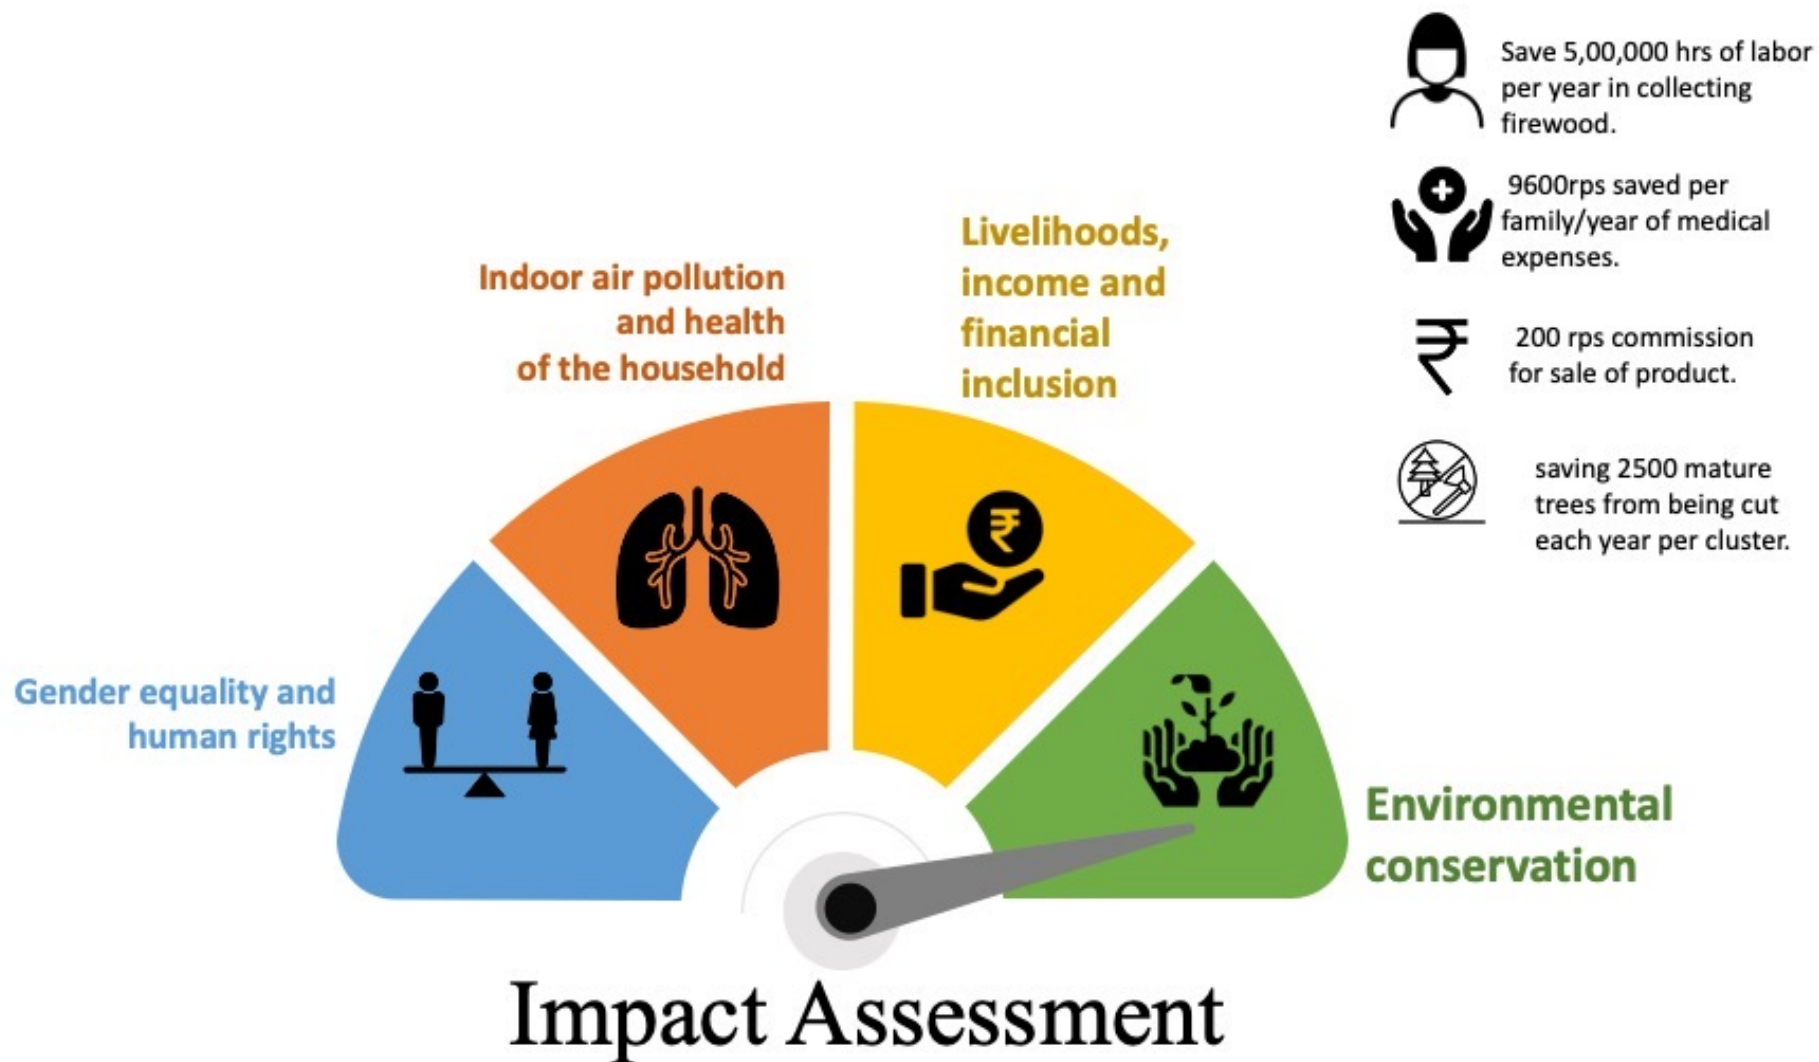 Save 5,00,000 hrs of labor
per year in collecting
firewood.
9600rps saved per
family/year of medical
expenses.
₹
200 rps commission
for sale of product.
saving 2500 mature
trees from being cut
each year per cluster.
Livelihoods,
income and
financial
inclusion
Indoor air pollution
and health
of the household
₹
Gender equality and
human rights
Environmental
conservation
Impact Assessment